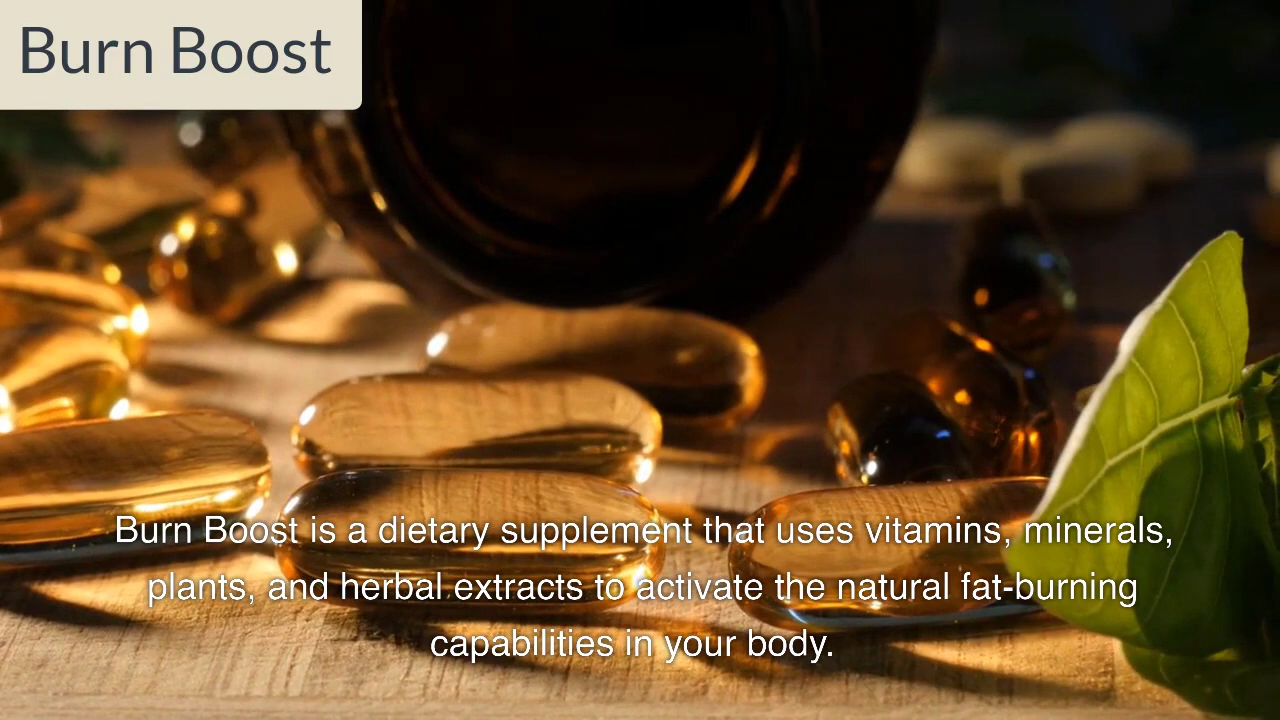 Burn Boost
Burn Boost is a dietary supplement that uses vitamins, minerals,
plants, and herbal extracts to activate the natural fat-burning
capabilities in your body.